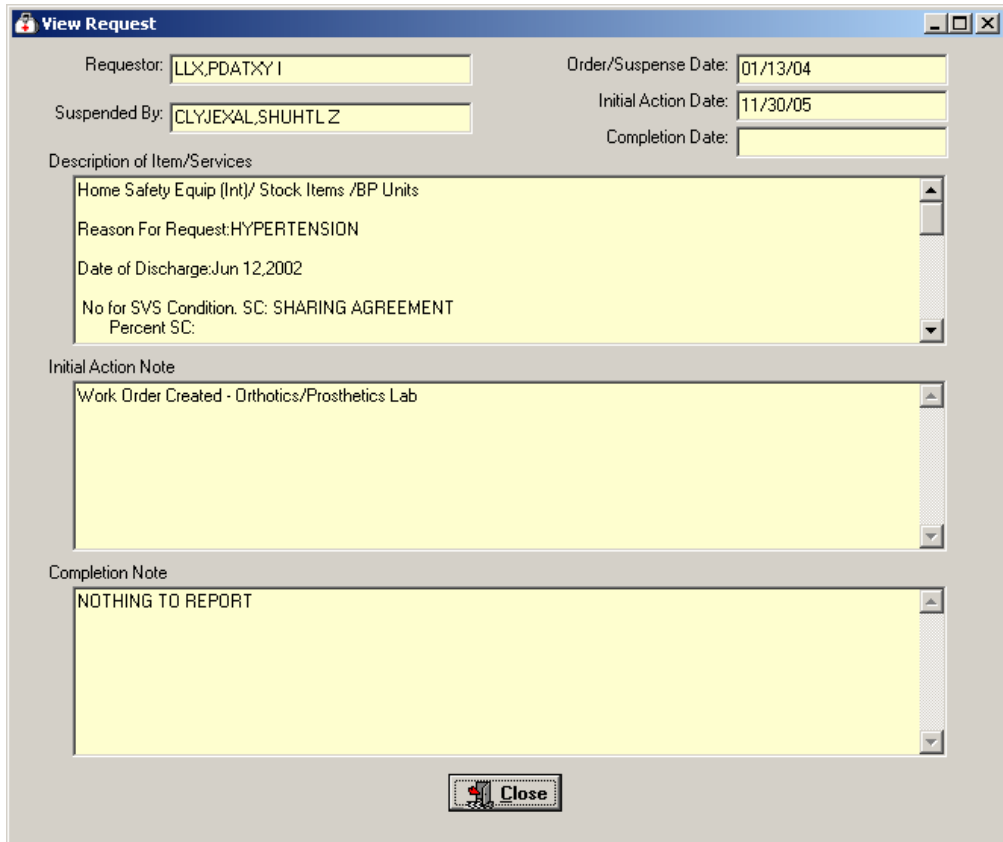 View Request
Requestor: LLX,PDATXY I
Order/Suspense Date: 01/13/04
Suspended By: CLYJEXAL,SHUHTL Z
Initial Action Date: 11/30/05
Completion Date:
Description of Item/Services
Home Safety Equip (Int)/ Stock Items /BP Units
Reason For Request:HYPERTENSION
Date of Discharge:Jun 12,2002
No for SVS Condition. SC: SHARING AGREEMENT
Percent SC:
Initial Action Note
Work Order Created - Orthotics/Prosthetics Lab
Completion Note
NOTHING TO REPORT
Close